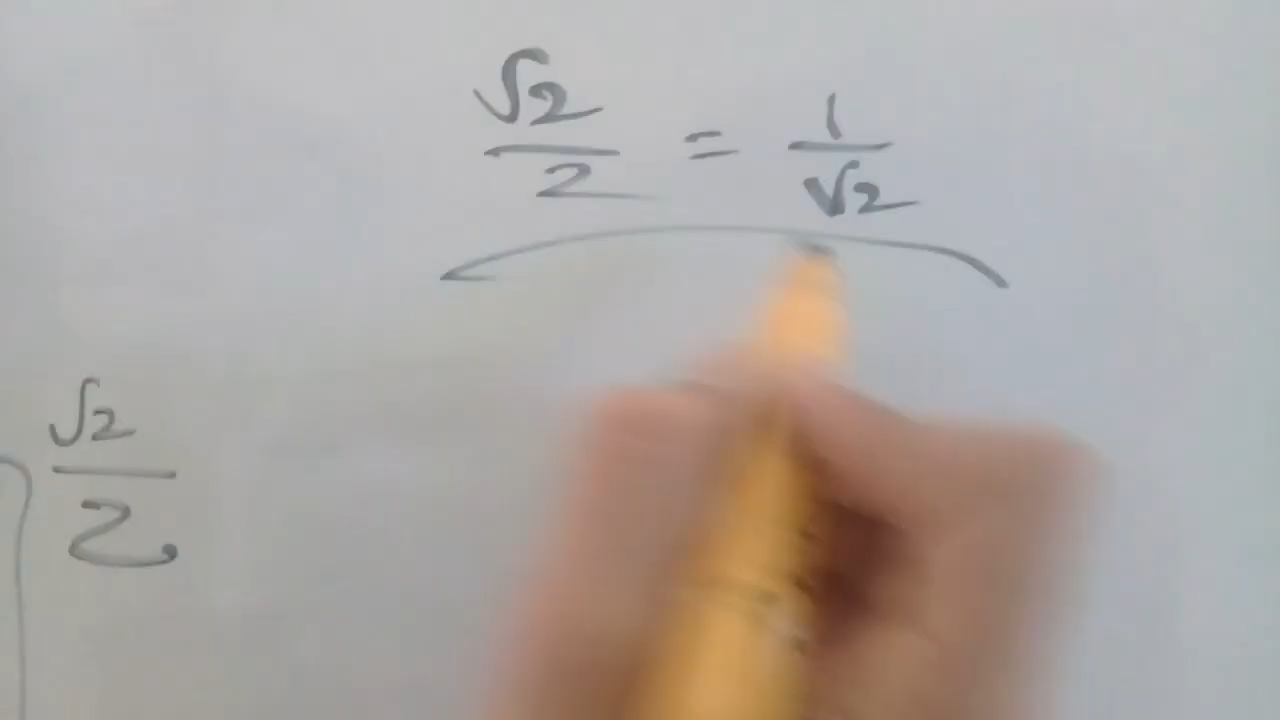 √2/2 = 1/√2
√2/2